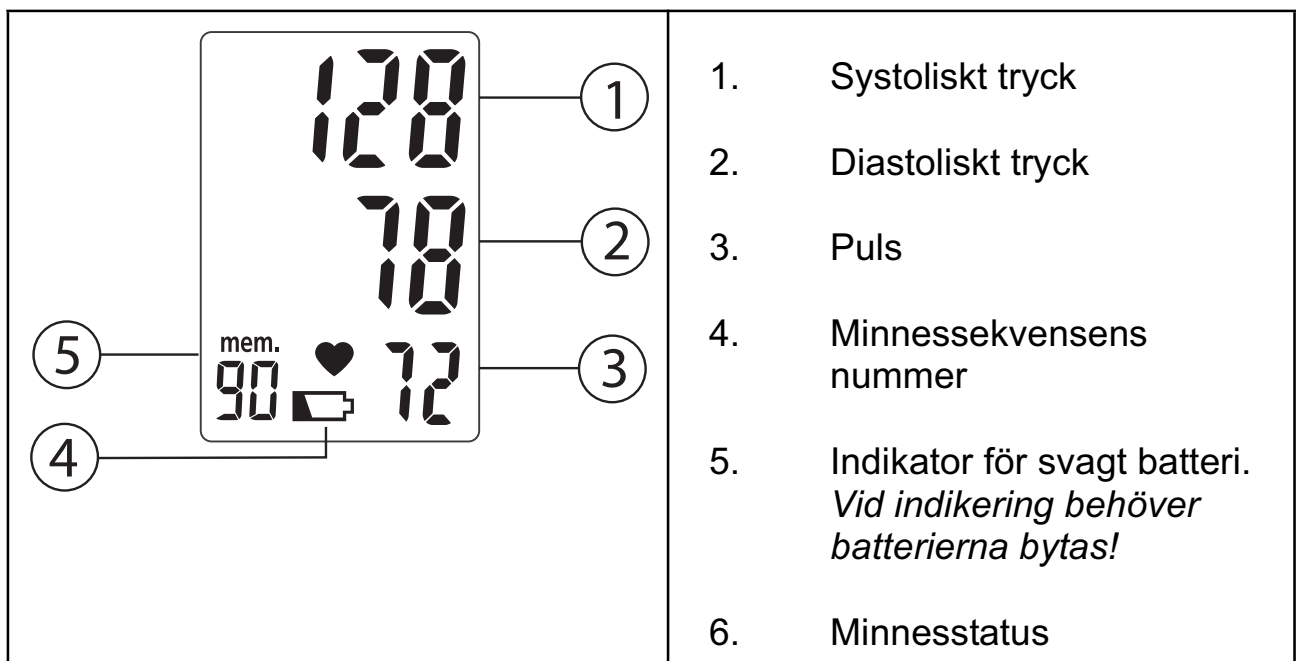 128
1
78
2
mem.
5
90
72
3
4
1. Systoliskt tryck
2. Diastoliskt tryck
3. Puls
4. Minnessekvensens
nummer
5. Indikator för svagt batteri.
Vid indikering behöver
batterierna bytas!
6. Minnesstatus